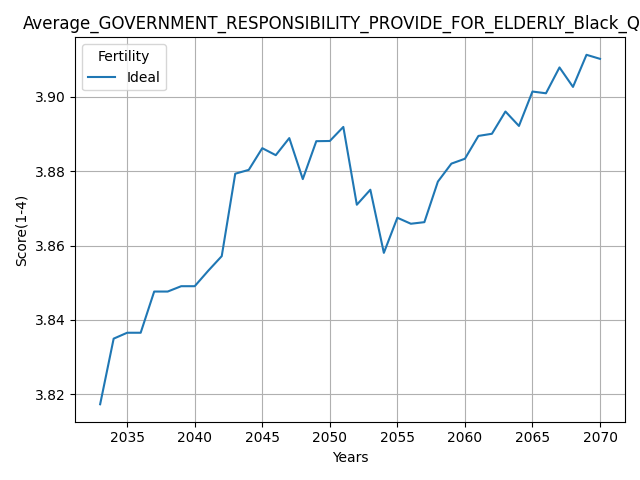 Average_GOVERNMENT_RESPONSIBILITY_PROVIDE_FOR_ELDERLY_Black_Q
Fertility
Ideal
3.90
3.88
3.86
3.84
3.82
Score(1-4)
2035 2040 2045 2050 2055 2060 2065 2070
Years